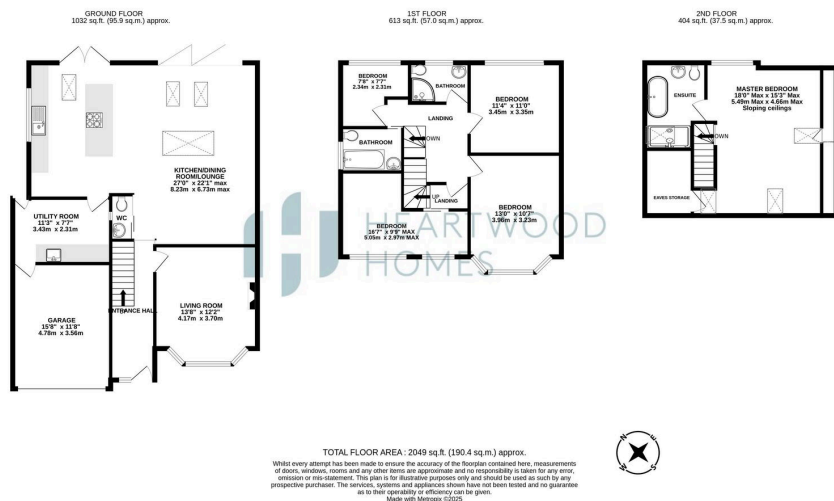 GROUND FLOOR
1032 sq.ft. (95.9 sq.m.) approx.
1ST FLOOR
613 sq.ft. (57.0 sq.m.) approx.
2ND FLOOR
404 sq.ft. (37.5 sq.m.) approx.
KITCHEN/DINING
ROOM/LOUNGE
27'0" x 22'1" max
8.23m x 6.73m max
UTILITY ROOM
11'3" x 7'7"
3.43m x 2.31m
WC
GARAGE
15'8" x 11'8"
4.78m x 3.56m
UP
ENTRANCE HALL
LIVING ROOM
13'8" x 12'2"
4.17m x 3.70m
BEDROOM
7'8" x 7'7"
2.34m x 2.31m
BATHROOM
BEDROOM
11'4" x 11'0"
3.45m x 3.35m
LANDING
DOWN
BATHROOM
UP
LANDING
BEDROOM
13'0" x 10'7"
3.96m x 3.23m
BEDROOM
16'7" x 9'9" MAX
5.05m x 2.97m MAX
ENSUITE
MASTER BEDROOM
18'0" Max x 15'3" Max
5.49m Max x 4.66m Max
Sloping ceilings
DOWN
EAVES STORAGE
HEARTWOOD
HOMES
TOTAL FLOOR AREA : 2049 sq.ft. (190.4 sq.m.) approx.
Whilst every attempt has been made to ensure the accuracy of the floorplan contained here, measurements
of doors, windows, rooms and any other items are approximate and no responsibility is taken for any error,
omission or mis-statement. This plan is for illustrative purposes only and should be used as such by any
prospective purchaser. The services, systems and appliances shown have not been tested and no guarantee
as to their operability or efficiency can be given.
Made with Metropix ©2025
N
E
S
W